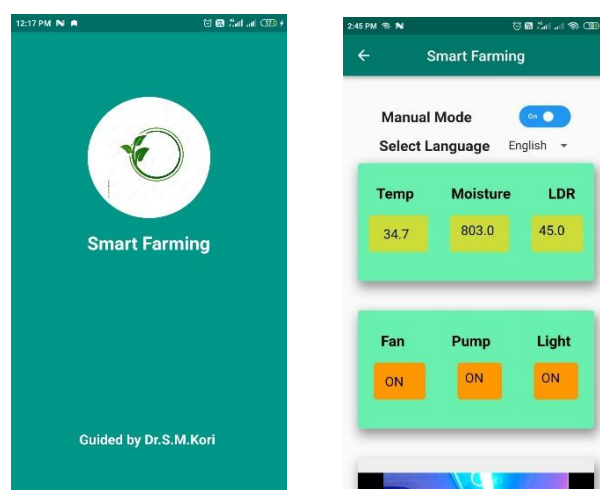 12:17 PM
17
Smart Farming
Guided by Dr.S.M.Kori
2:45 PM
Smart Farming
Manual Mode On
Select Language English
Temp Moisture LDR
34.7 803.0 45.0
Fan Pump Light
ON ON ON